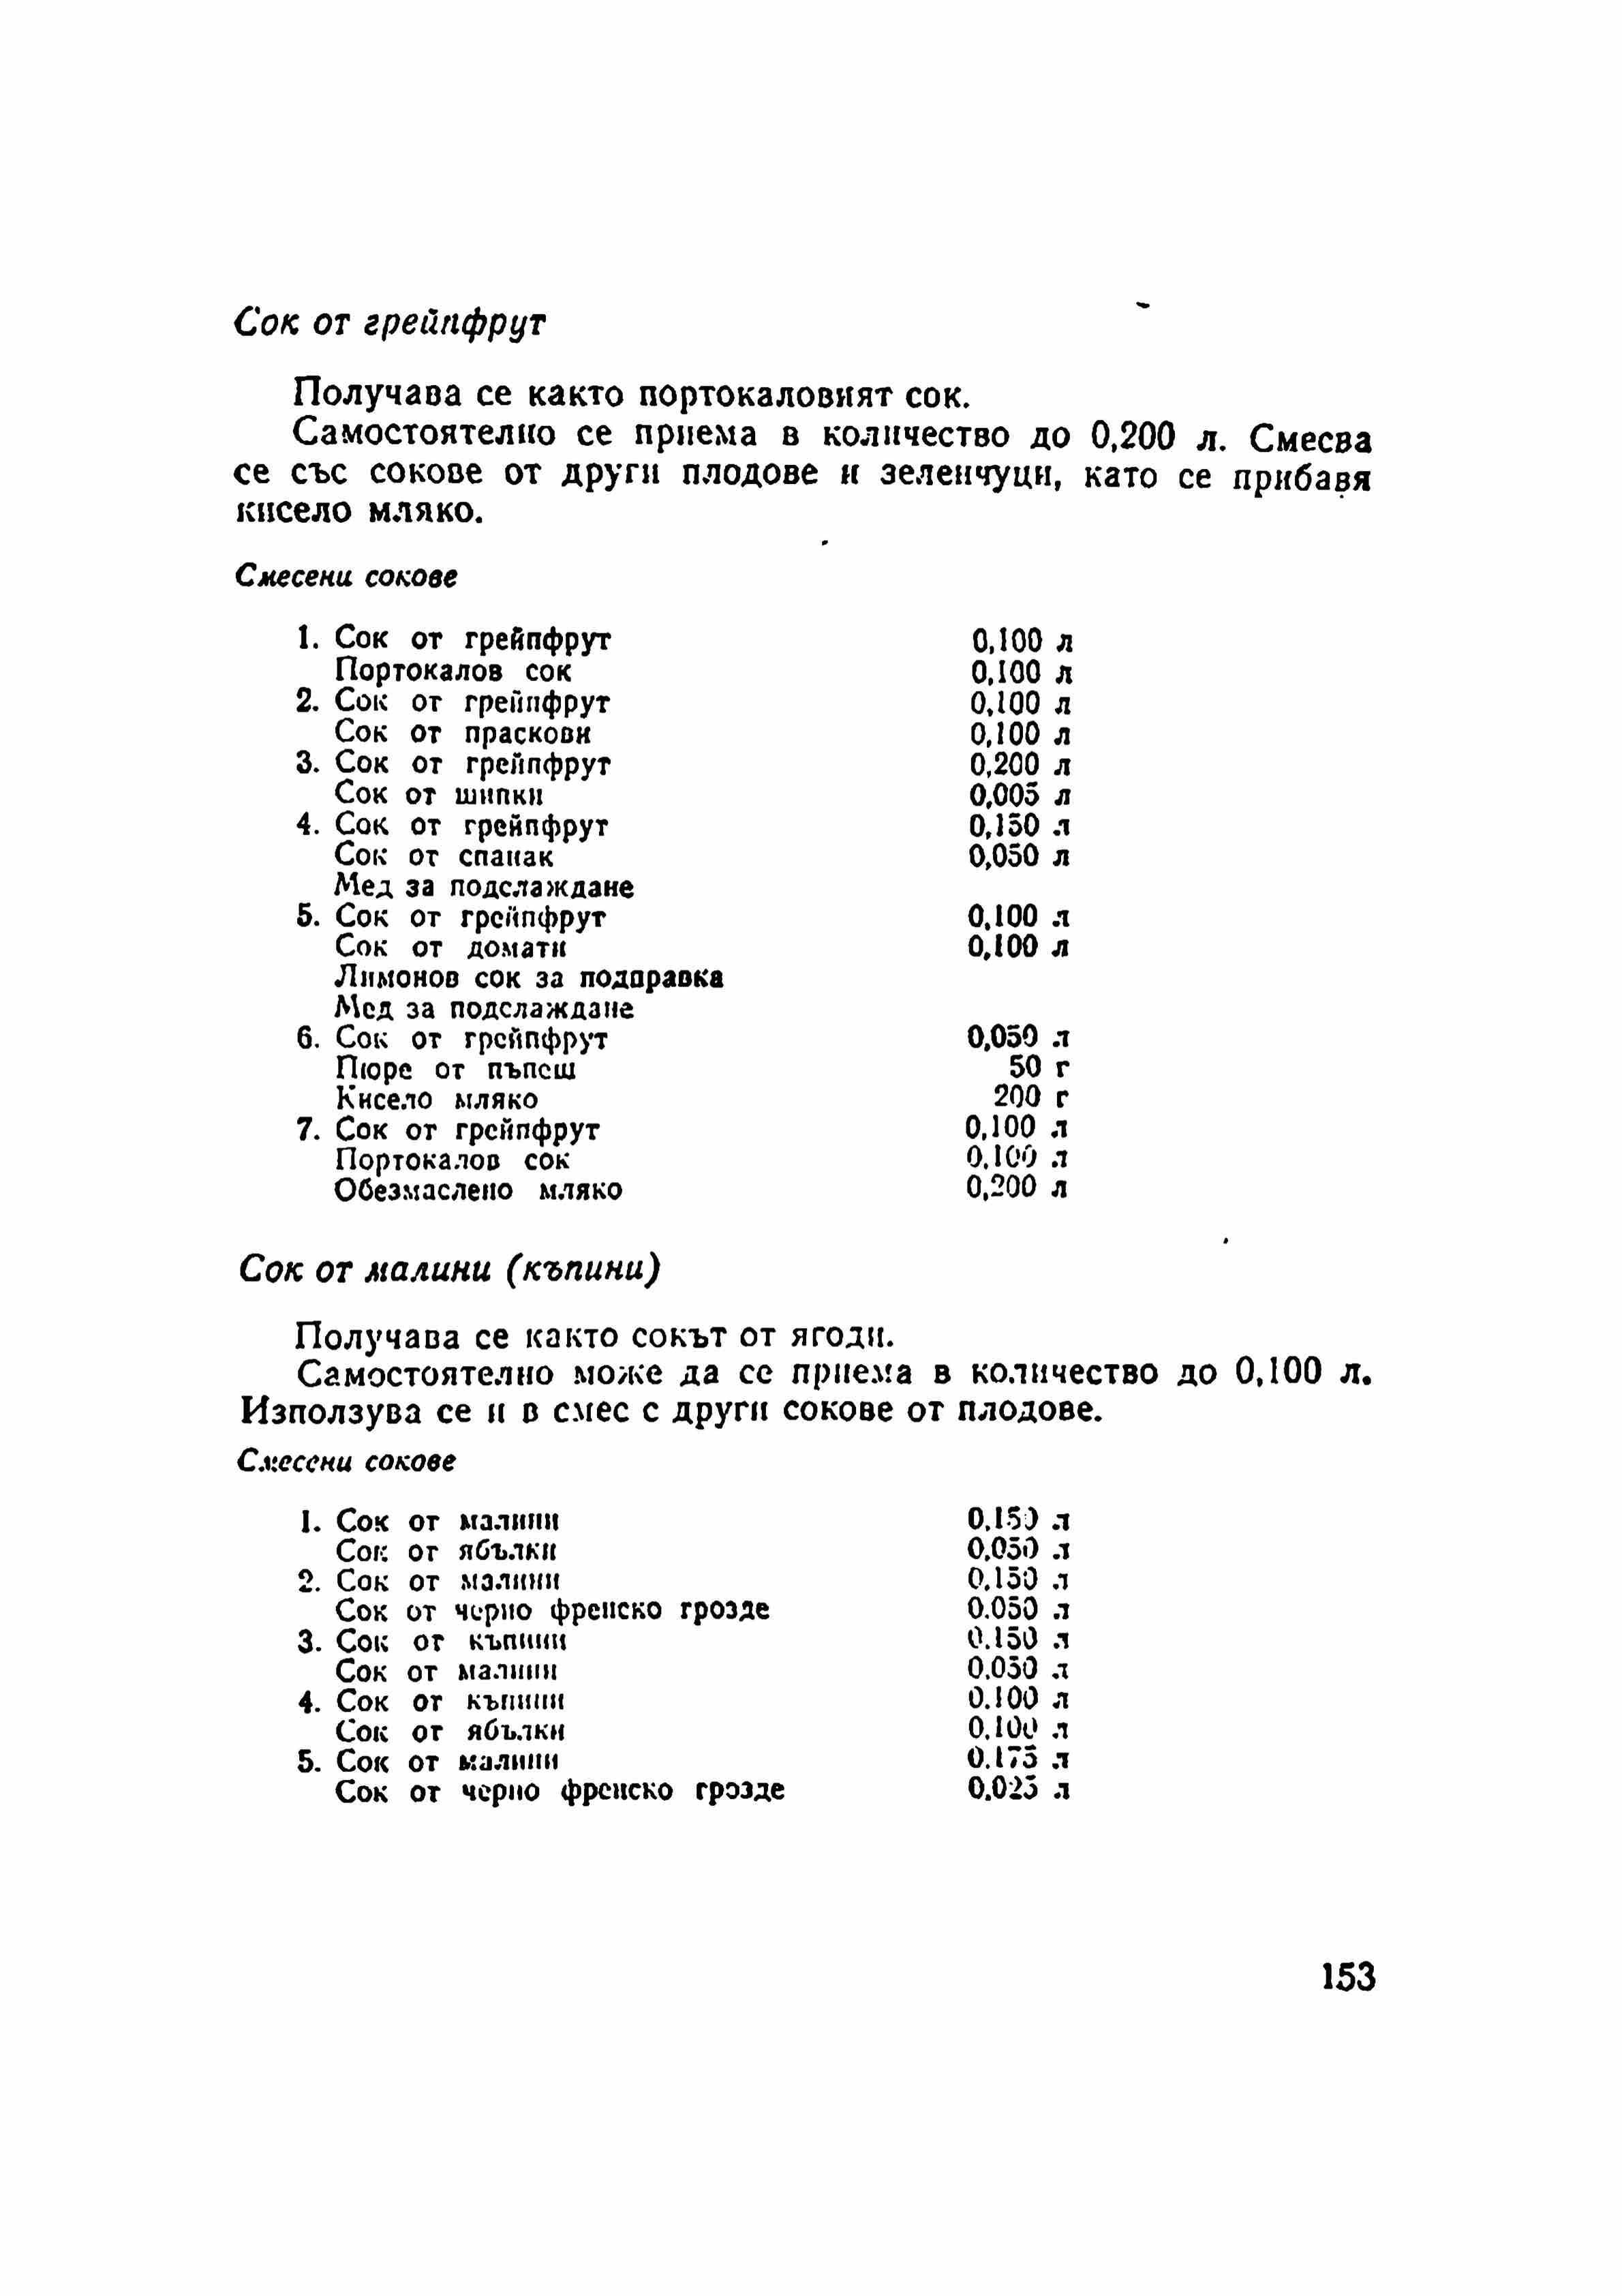 Сок от грейпфрут
Получава се както портокаловият сок.
Самостоятелно се приема в количество до 0,200 л. Смесва
се със сокове от други плодове и зеленчуци, като се прибавя
кисело мляко.
Смесени сокове
1. Сок от грейпфрут 0,100 л
Портокалов сок 0,100 л
2. Сок от грейпфрут 0,100 л
Сок от праскови 0,100 л
3. Сок от грейпфрут 0,200 л
Сок от шипки 0,005 л
4. Сок от грейпфрут 0,150 л
Сок от спанак 0,050 л
Мед за подслаждане
5. Сок от грейпфрут 0,100 л
Сок от домати 0,100 л
Лимонов сок за подправка
Мед за подслаждане
6. Сок от грейпфрут 0,050 л
Пюре от пъпеш 50 г
Кисело мляко 200 г
7. Сок от грейпфрут 0,100 л
Портокалов сок 0,100 л
Обезмаслено мляко 0,200 л
Сок от малини (къпини)
Получава се както сокът от ягоди.
Самостоятелно може да се приема в количество до 0,100 л.
Използува се и в смес с други сокове от плодове.
Смесени сокове
1. Сок от малини 0,150 л
Сок от ябълки 0,050 л
2. Сок от малини 0,150 л
Сок от черно френско грозде 0.050 л
3. Сок от къпини 0.150 л
Сок от малини 0.050 л
4. Сок от къпини 0.100 л
Сок от ябълки 0,100 л
5. Сок от малини 0.175 л
Сок от черно френско грозде 0.025 л
153